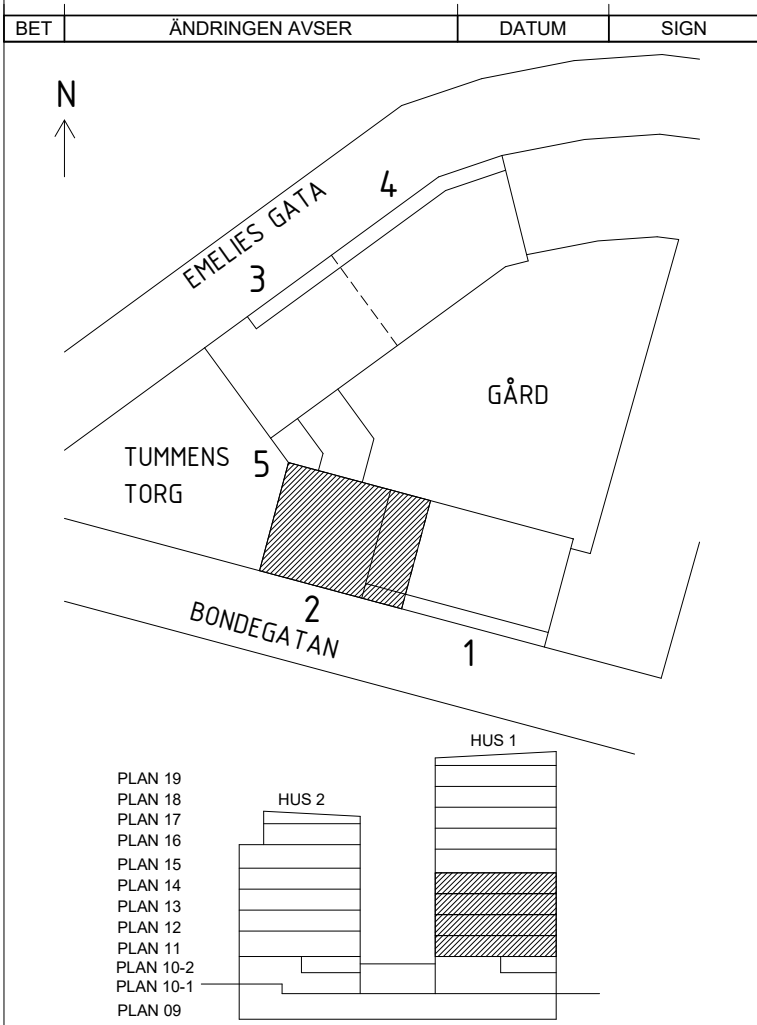 BET ÄNDRINGEN AVSER DATUM SIGN
N
4
EMELIES GATA
3
GÅRD
TUMMENS
TORG
5
2
BONDEGATAN
1
HUS 1
PLAN 19
PLAN 18
HUS 2
PLAN 17
PLAN 16
PLAN 15
PLAN 14
PLAN 13
PLAN 12
PLAN 11
PLAN 10-2
PLAN 10-1
PLAN 09